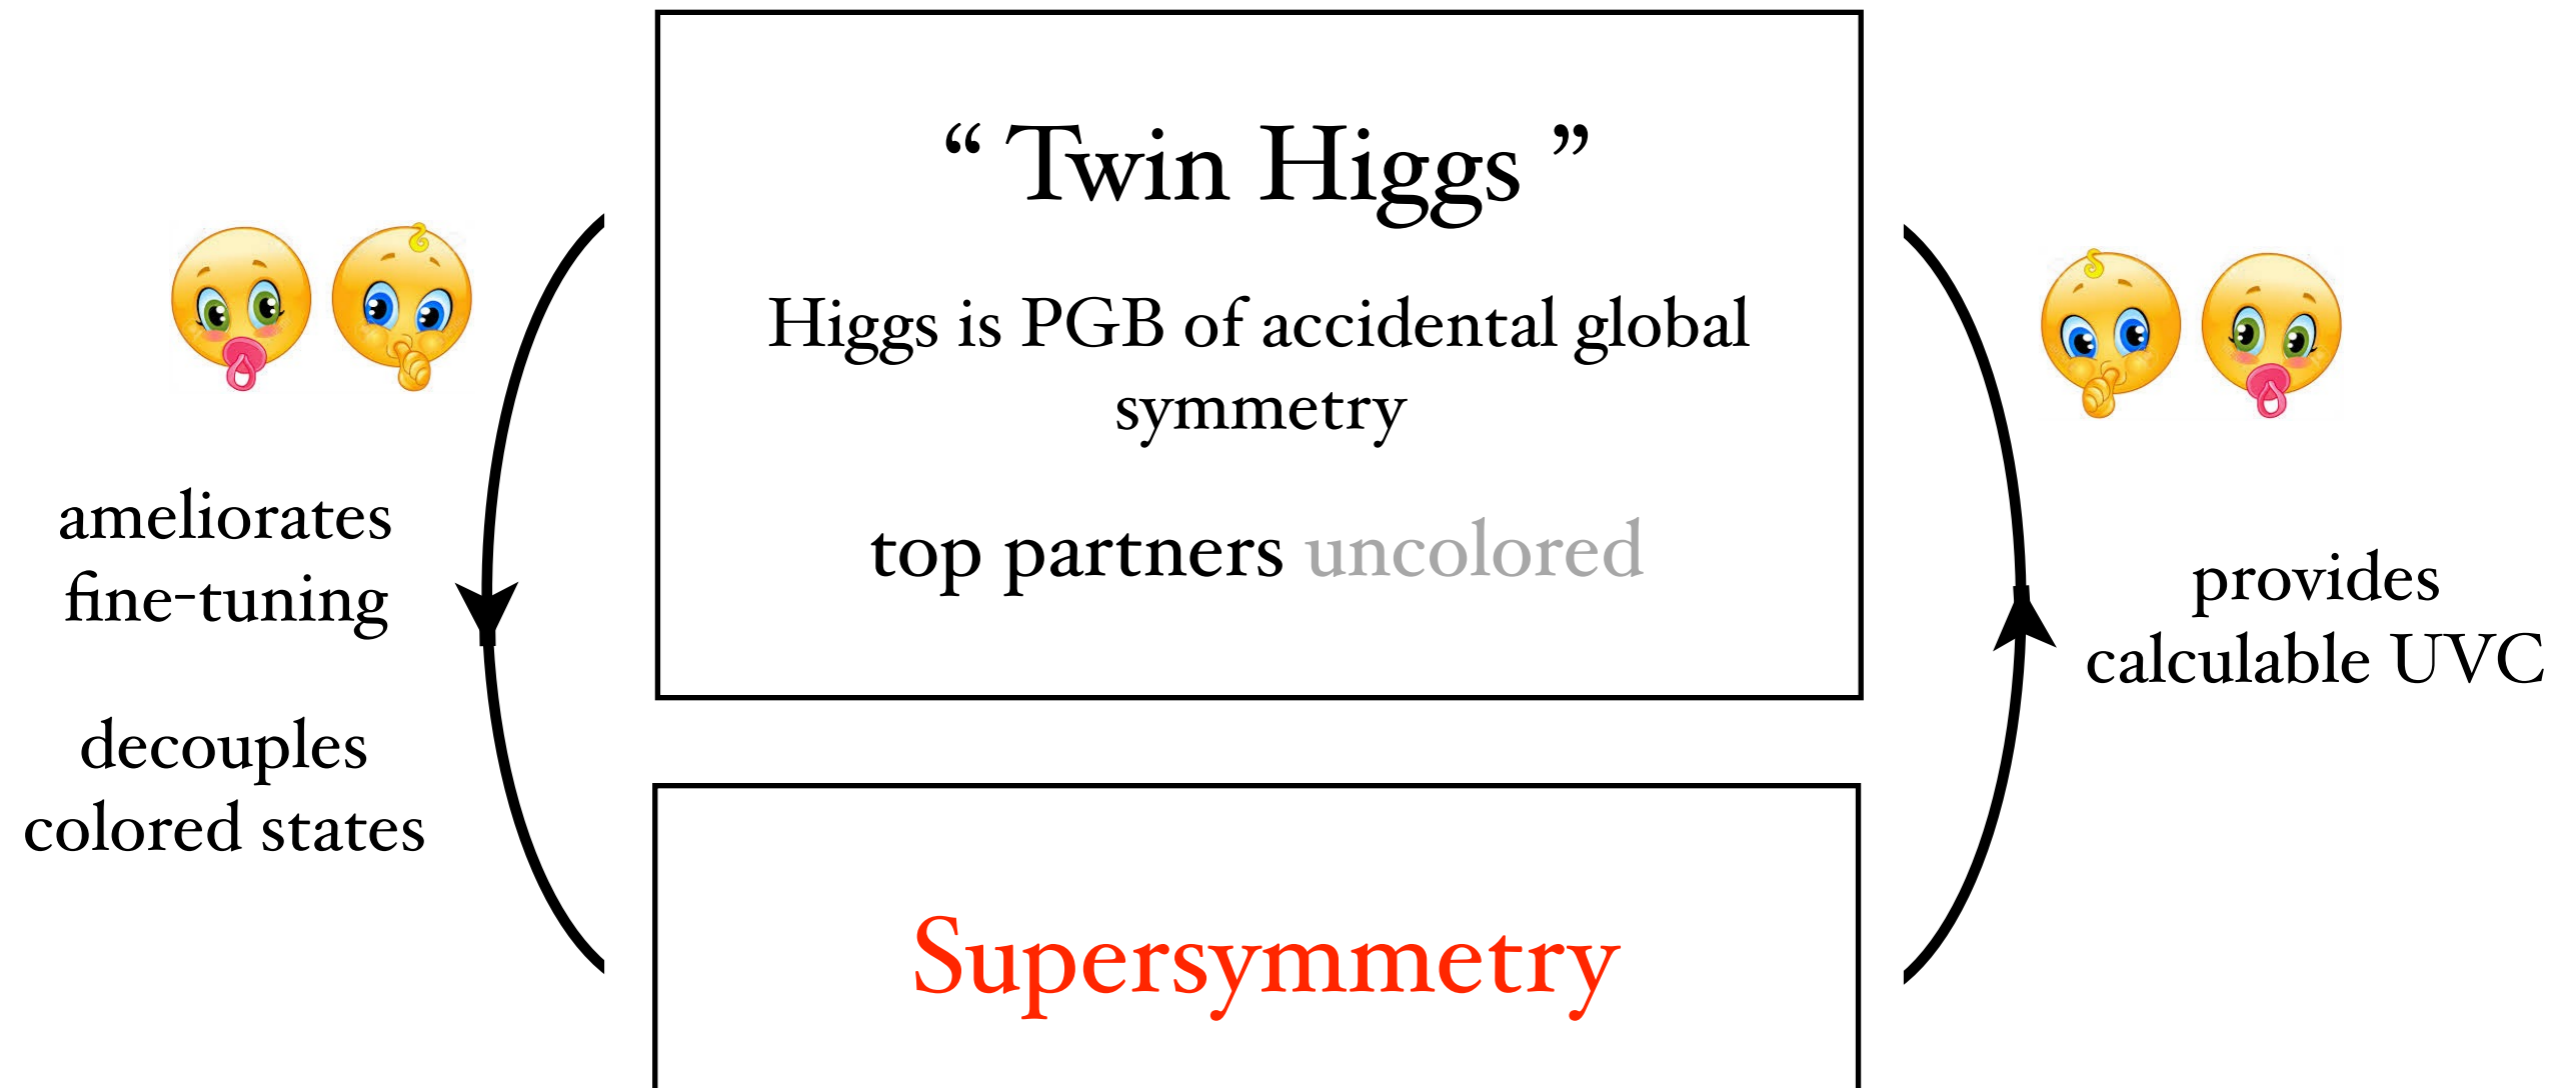 “ Twin Higgs ”
Higgs is PGB of accidental global
symmetry
top partners uncolored
ameliorates
fine-tuning
decouples
colored states
provides
calculable UVC
Supersymmetry